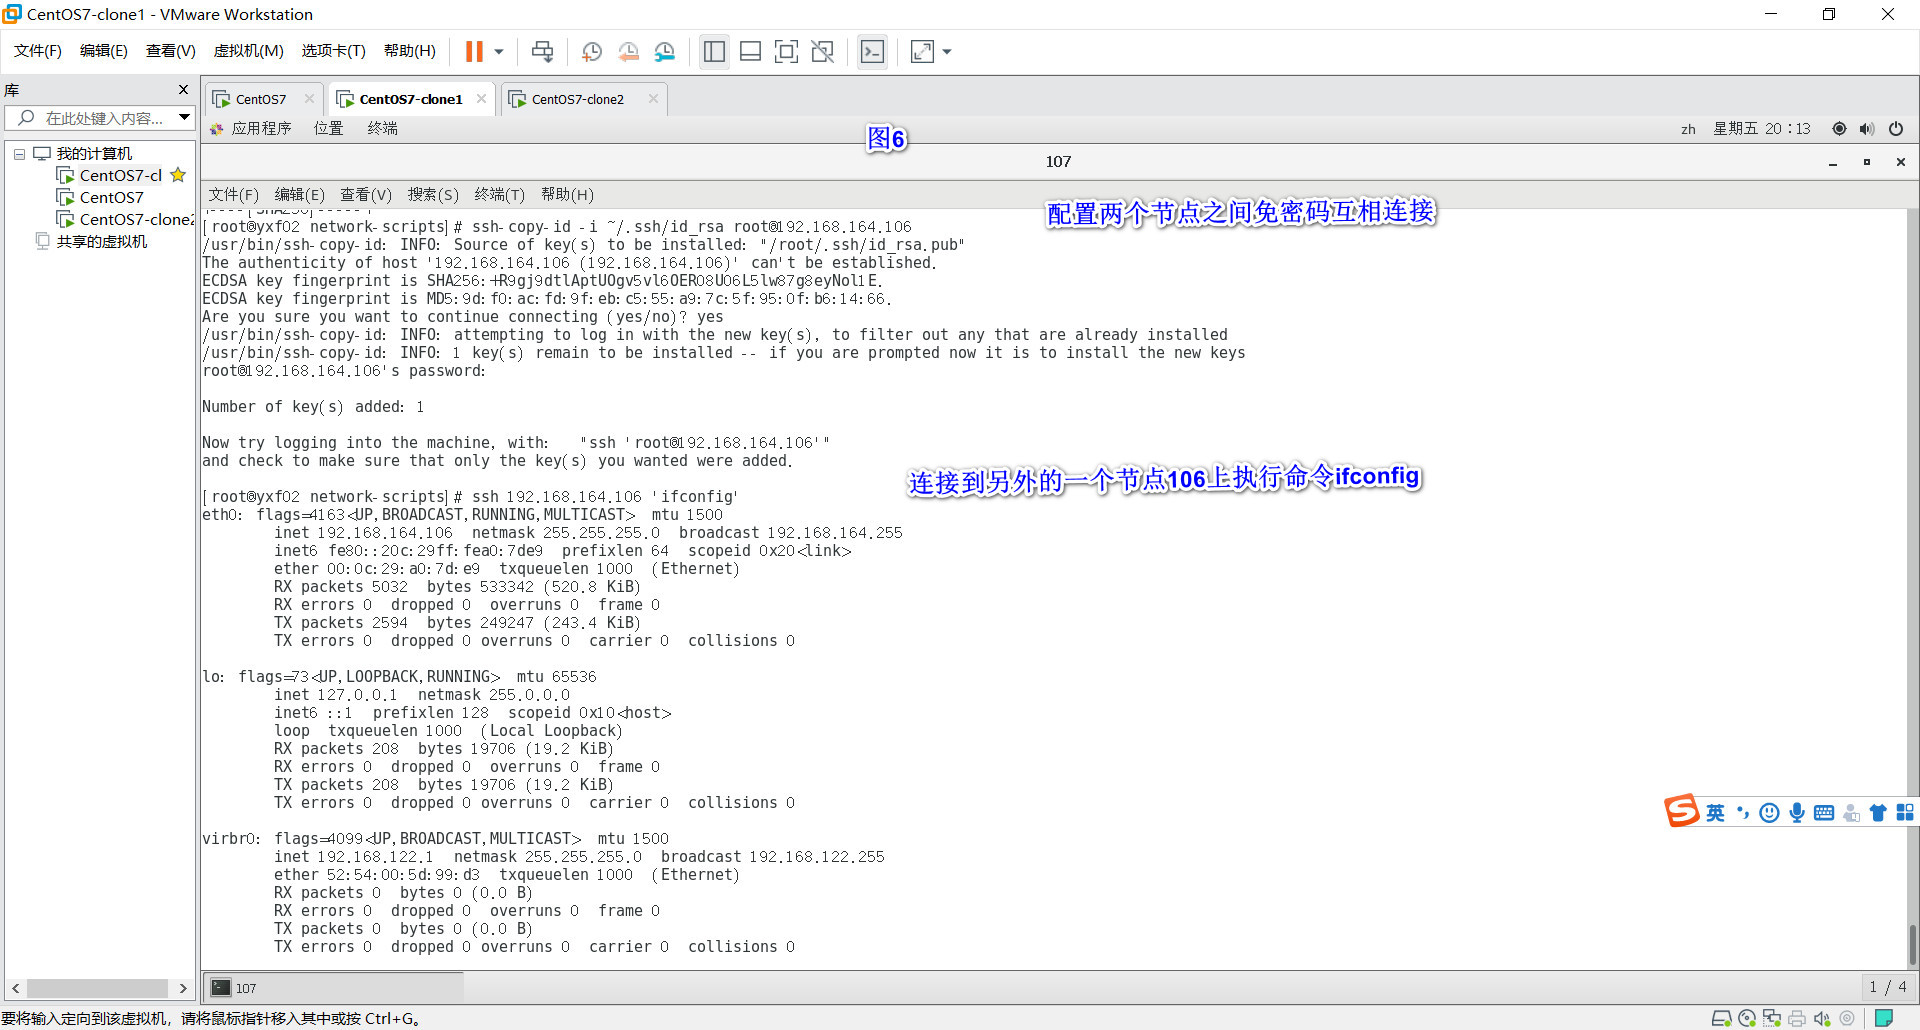 CentOS7-clone1 - VMware Workstation
文件(F) 编辑(E) 查看(V) 虚拟机(M) 选项卡(T) 帮助(H)
库
在此处键入内容...
我的计算机
CentOS7-cl
CentOS7
CentOS7-clone2
共享的虚拟机
CentOS7 CentOS7-clone1 CentOS7-clone2
应用程序 位置 终端 zh 星期五 20:13
图6
107
文件(F) 编辑(E) 查看(V) 搜索(S) 终端(T) 帮助(H)
配置两个节点之间免密码互相连接
+----[SHA256]-----+
[root@yxf02 network-scripts]# ssh-copy-id -i ~/.ssh/id_rsa root@192.168.164.106
/usr/bin/ssh-copy-id: INFO: Source of key(s) to be installed: "/root/.ssh/id_rsa.pub"
The authenticity of host '192.168.164.106 (192.168.164.106)' can't be established.
ECDSA key fingerprint is SHA256:+R9gj9dtlAptUOgv5vl6OER08U06L5lw87g8eyNol1E.
ECDSA key fingerprint is MD5:9d:f0:ac:fd:9f:eb:c5:55:a9:7c:5f:95:0f:b6:14:66.
Are you sure you want to continue connecting (yes/no)? yes
/usr/bin/ssh-copy-id: INFO: attempting to log in with the new key(s), to filter out any that are already installed
/usr/bin/ssh-copy-id: INFO: 1 key(s) remain to be installed -- if you are prompted now it is to install the new keys
root@192.168.164.106's password:
Number of key(s) added: 1
Now try logging into the machine, with:   "ssh 'root@192.168.164.106'"
and check to make sure that only the key(s) you wanted were added.
连接到另外的一个节点106上执行命令ifconfig
[root@yxf02 network-scripts]# ssh 192.168.164.106 'ifconfig'
eth0: flags=4163<UP,BROADCAST,RUNNING,MULTICAST>  mtu 1500
inet 192.168.164.106  netmask 255.255.255.0  broadcast 192.168.164.255
inet6 fe80::20c:29ff:fea0:7de9  prefixlen 64  scopeid 0x20<link>
ether 00:0c:29:a0:7d:e9  txqueuelen 1000  (Ethernet)
RX packets 5032  bytes 533342 (520.8 KiB)
RX errors 0  dropped 0  overruns 0  frame 0
TX packets 2594  bytes 249247 (243.4 KiB)
TX errors 0  dropped 0 overruns 0  carrier 0  collisions 0
lo: flags=73<UP,LOOPBACK,RUNNING>  mtu 65536
inet 127.0.0.1  netmask 255.0.0.0
inet6 ::1  prefixlen 128  scopeid 0x10<host>
loop  txqueuelen 1000  (Local Loopback)
RX packets 208  bytes 19706 (19.2 KiB)
RX errors 0  dropped 0  overruns 0  frame 0
TX packets 208  bytes 19706 (19.2 KiB)
TX errors 0  dropped 0 overruns 0  carrier 0  collisions 0
英
virbr0: flags=4099<UP,BROADCAST,MULTICAST>  mtu 1500
inet 192.168.122.1  netmask 255.255.255.0  broadcast 192.168.122.255
ether 52:54:00:5d:99:d3  txqueuelen 1000  (Ethernet)
RX packets 0  bytes 0 (0.0 B)
RX errors 0  dropped 0  overruns 0  frame 0
TX packets 0  bytes 0 (0.0 B)
TX errors 0  dropped 0 overruns 0  carrier 0  collisions 0
107 1 / 4
要将输入定向到该虚拟机，请将鼠标指针移入其中或按 Ctrl+G。